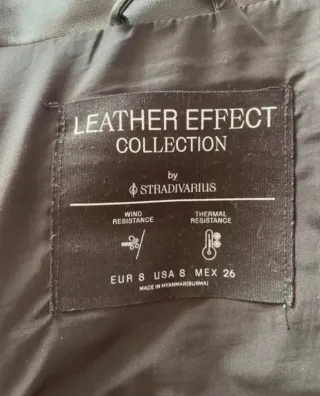 LEATHER EFFECT
COLLECTION
by
STRADIVARIUS
WIND
RESISTANCE
THERMAL
RESISTANCE
EUR S USA S MEX 26
MADE IN MYANMAR(BURMA)